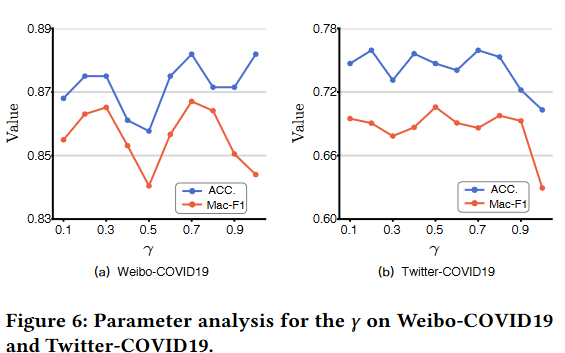 0.89
0.87
0.85
0.83
Value
0.1 0.3 0.5 0.7 0.9
γ
ACC.
Mac-F1
(a) Weibo-COVID19
0.78
0.72
0.66
0.60
Value
0.1 0.3 0.5 0.7 0.9
γ
ACC.
Mac-F1
(b) Twitter-COVID19
Figure 6: Parameter analysis for the γ on Weibo-COVID19
and Twitter-COVID19.